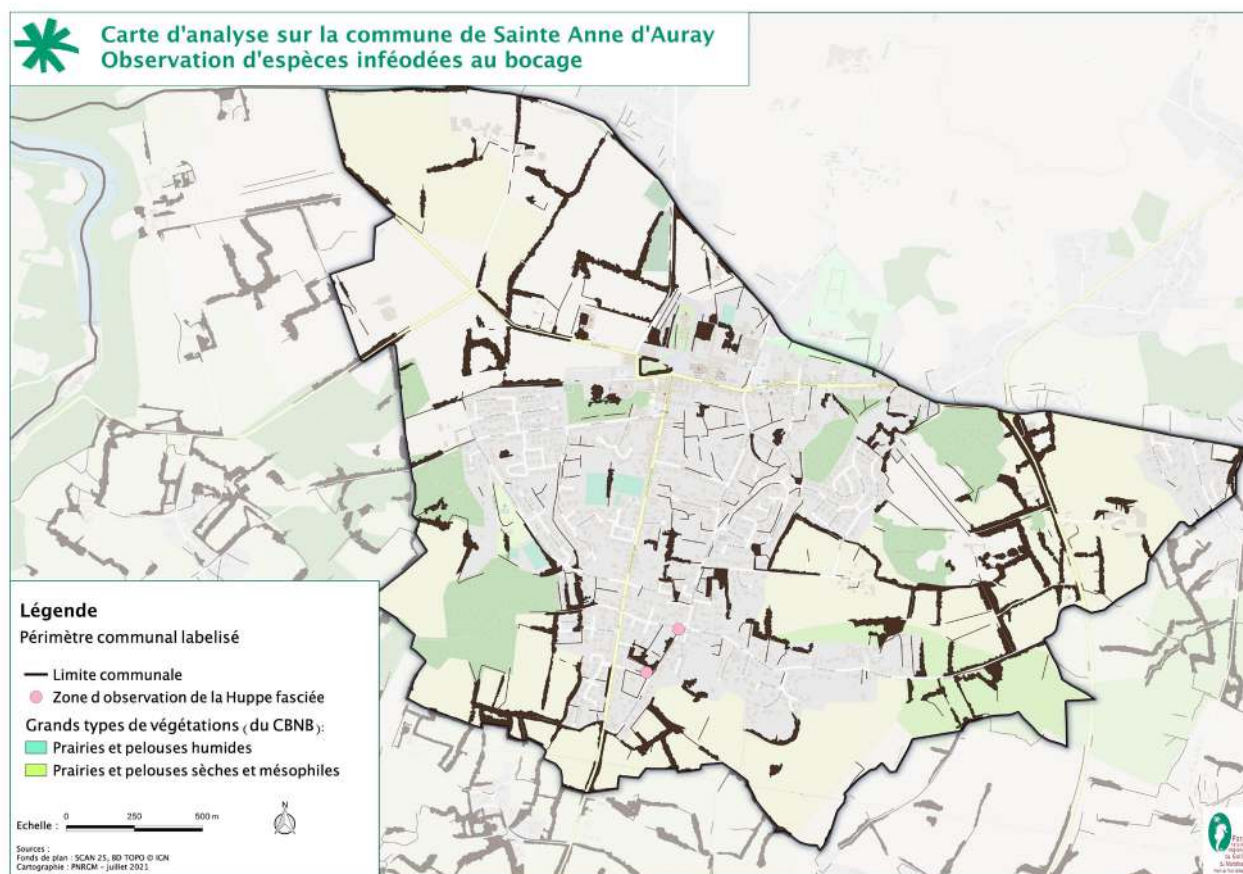 Carte d'analyse sur la commune de Sainte Anne d'Auray
Observation d'espèces inféodées au bocage
Légende
Périmètre communal labelisé
Limite communale
Zone d observation de la Huppe fasciée
Grands types de végétations ( du CBNB ):
Prairies et pelouses humides
Prairies et pelouses sèches et mésophiles
0 250 500 m
N
Echelle :
Sources :
Fonds de plan : SCAN 25, BD TOPO © IGN
Cartographie : PNRGM - juillet 2021